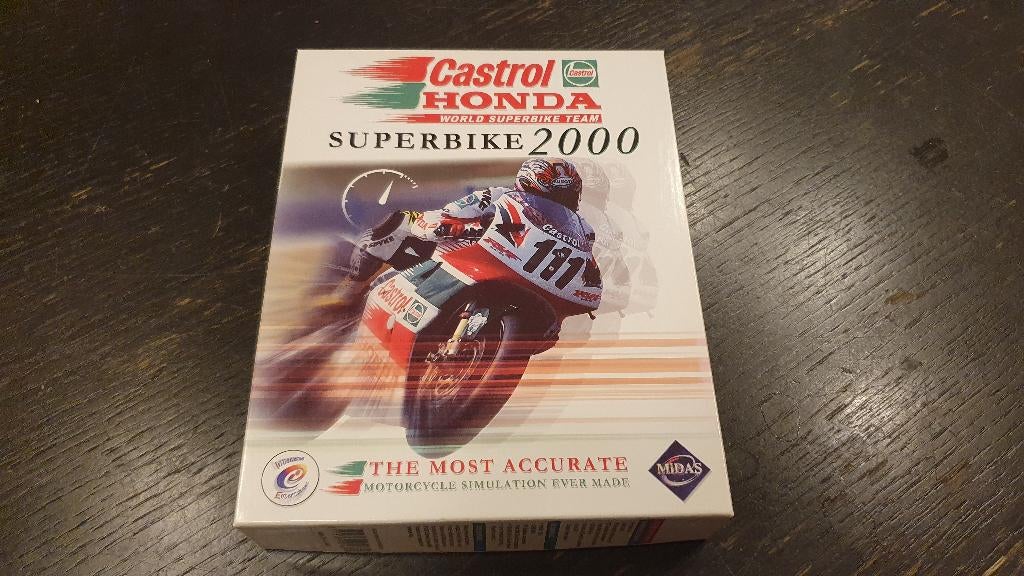 Castrol
Castrol
HONDA
WORLD SUPERBIKE TEAM
SUPERBIKE 2000
Castrol
111
Castrol
THE MOST ACCURATE
MOTORCYCLE SIMULATION EVER MADE
MiDAS